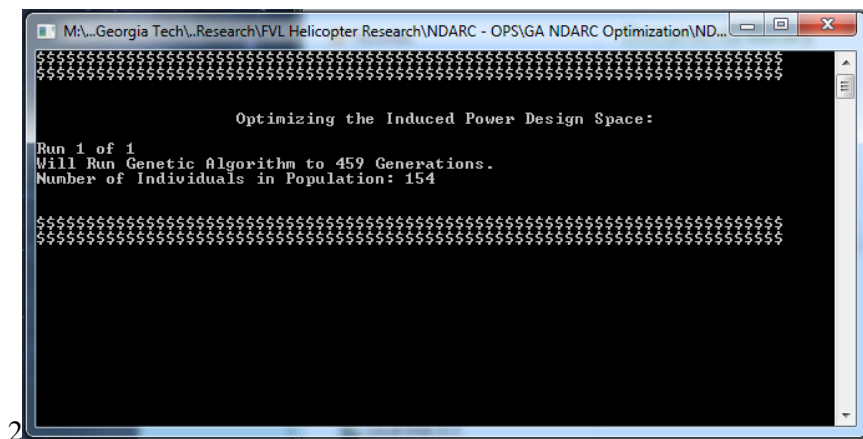 M:\...Georgia Tech\..Research\FVL Helicopter Research\NDARC - OPS\GA NDARC Optimization\ND...
$$$$$$$$$$$$$$$$$$$$$$$$$$$$$$$$$$$$$$$$$$$$$$$$$$$$$$$$$$$$$$$$$$$$$$$$$$$
$$$$$$$$$$$$$$$$$$$$$$$$$$$$$$$$$$$$$$$$$$$$$$$$$$$$$$$$$$$$$$$$$$$$$$$$$$$
Optimizing the Induced Power Design Space:
Run 1 of 1
Will Run Genetic Algorithm to 459 Generations.
Number of Individuals in Population: 154
$$$$$$$$$$$$$$$$$$$$$$$$$$$$$$$$$$$$$$$$$$$$$$$$$$$$$$$$$$$$$$$$$$$$$$$$$$$
$$$$$$$$$$$$$$$$$$$$$$$$$$$$$$$$$$$$$$$$$$$$$$$$$$$$$$$$$$$$$$$$$$$$$$$$$$$
2